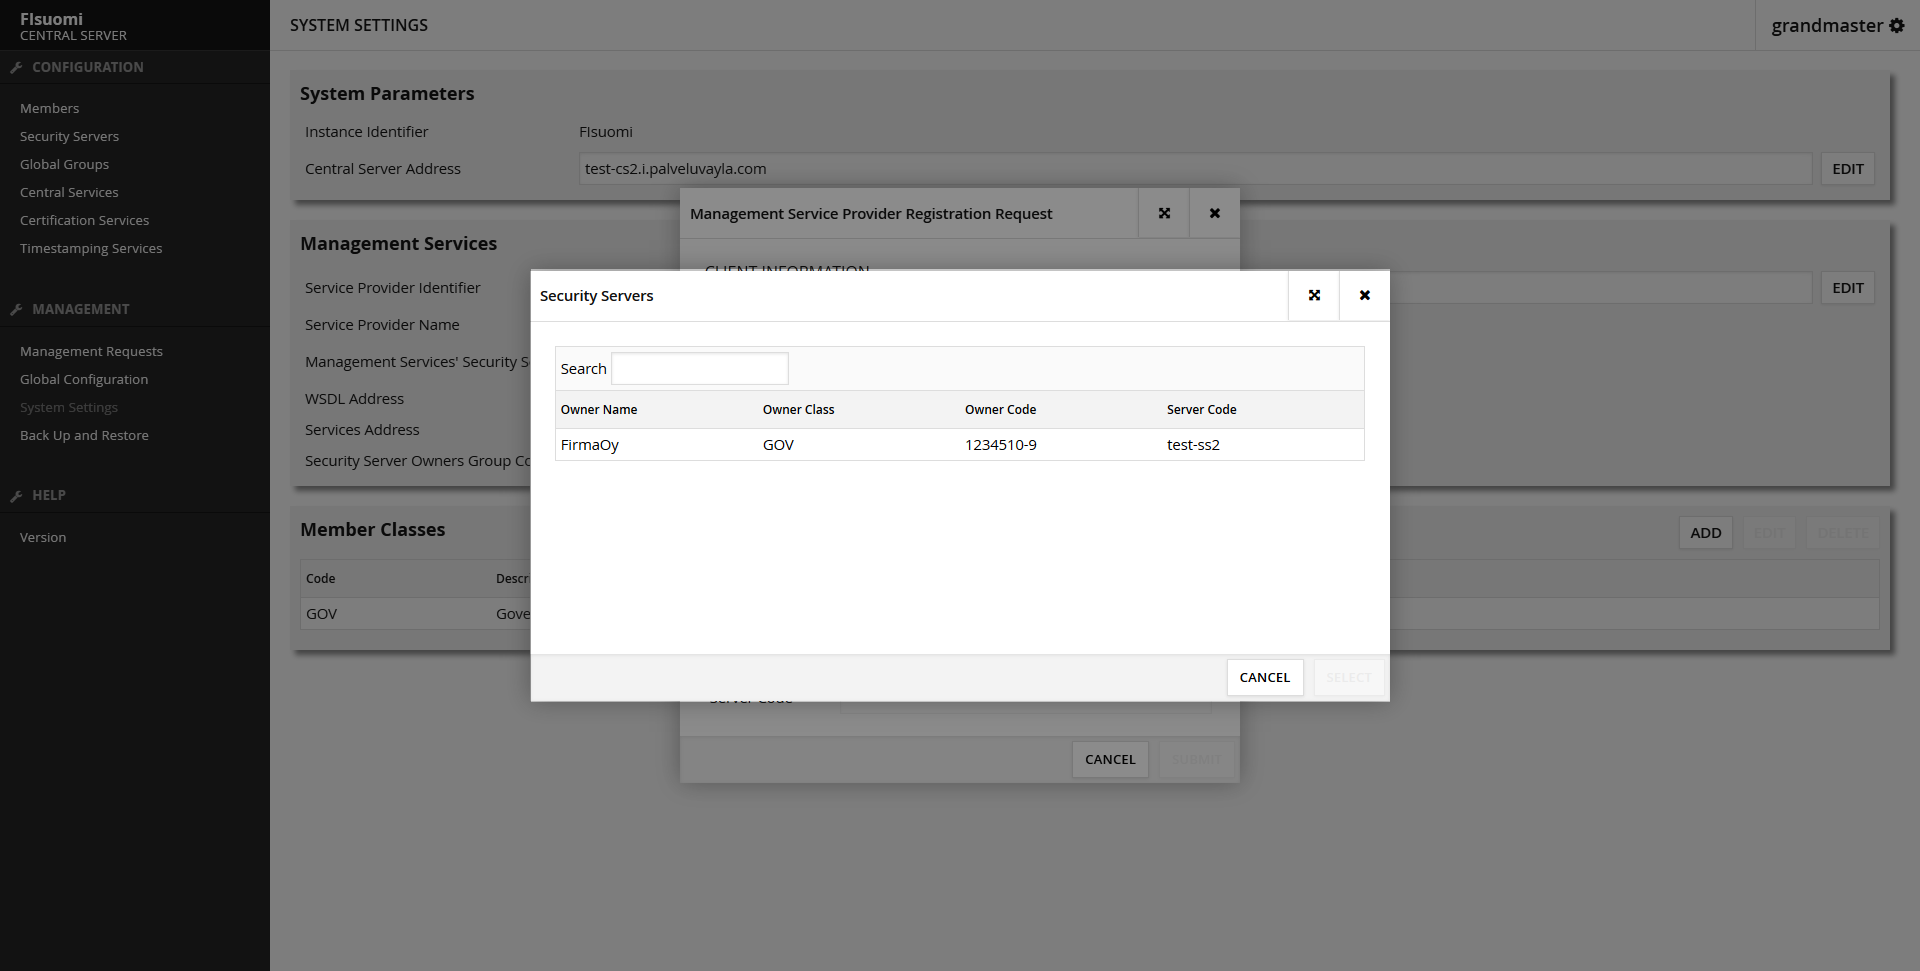 FIsuomi
CENTRAL SERVER
CONFIGURATION
Members
Security Servers
Global Groups
Central Services
Certification Services
Timestamping Services
MANAGEMENT
Management Requests
Global Configuration
System Settings
Back Up and Restore
HELP
Version
SYSTEM SETTINGS
grandmaster
System Parameters
Instance Identifier FIsuomi
Central Server Address test-cs2.i.palveluvayla.com EDIT
Management Services
Service Provider Identifier EDIT
Service Provider Name
Management Services' Security S
WSDL Address
Services Address
Security Server Owners Group Co
Member Classes ADD EDIT DELETE
Code Descr
GOV Gove
Management Service Provider Registration Request
CLIENT INFORMATION
Security Servers
Search
Owner Name Owner Class Owner Code Server Code
FirmaOy GOV 1234510-9 test-ss2
CANCEL SELECT
Server Code
CANCEL SUBMIT